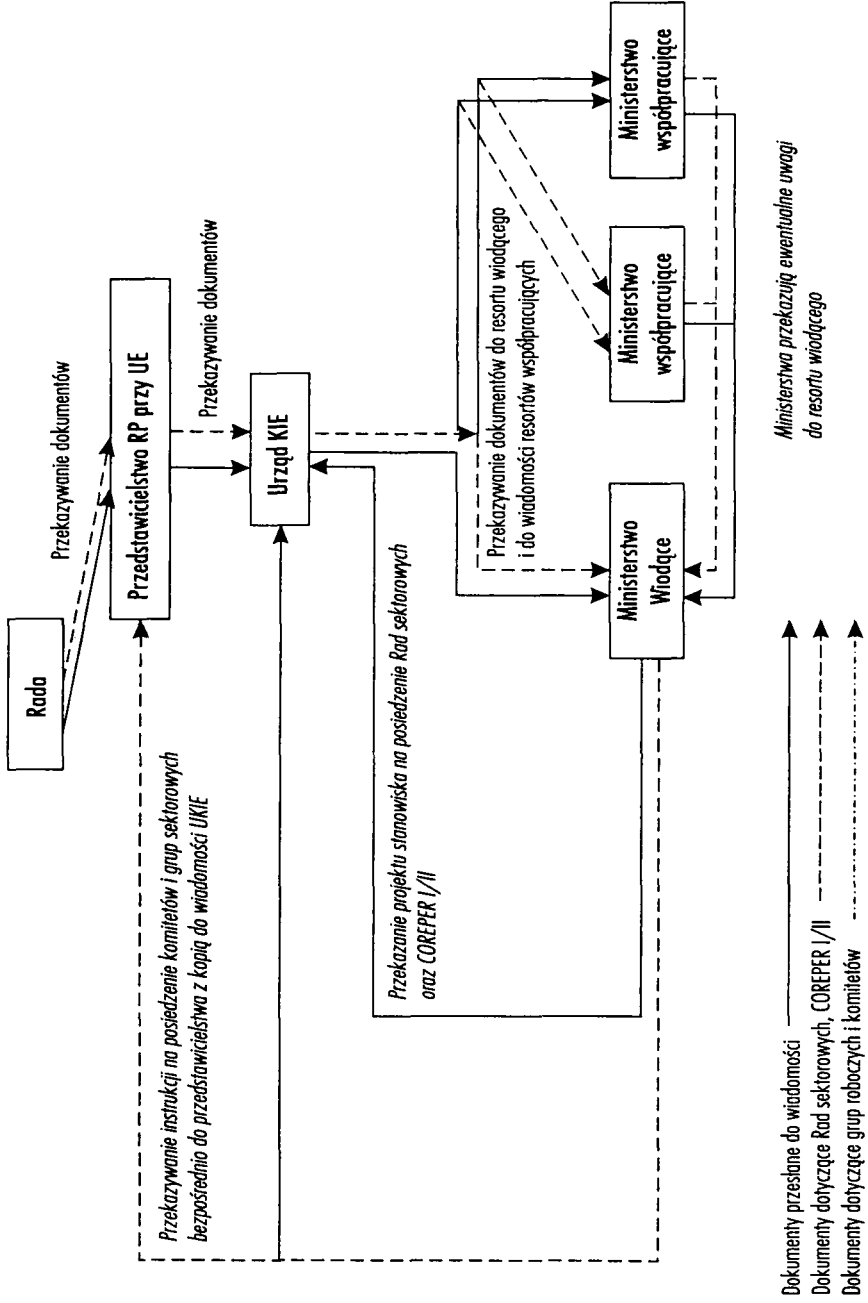 Rada
Przekazywanie dokumentów
Przedstawicielstwo RP przy UE
Przekazywanie instrukcji na posiedzenie komitetów i grup sektorowych
bezpośrednio do przedstawicielstwa z kopią do wiadomości UKIE
Przekazywanie dokumentów
Urząd KIE
Przekazanie projektu stanowiska na posiedzenie Rad sektorowych
oraz COREPER I/II
Przekazywanie dokumentów do resortu wiodącego
i do wiadomości resortów współpracujących
Ministerstwo
Wiodące
Ministerstwo
współpracujące
Ministerstwo
współpracujące
Ministerstwa przekazują ewentualne uwagi
do resortu wiodącego
Dokumenty przesłane do wiadomości
Dokumenty dotyczące Rad sektorowych, COREPER I/II
Dokumenty dotyczące grup roboczych i komitetów